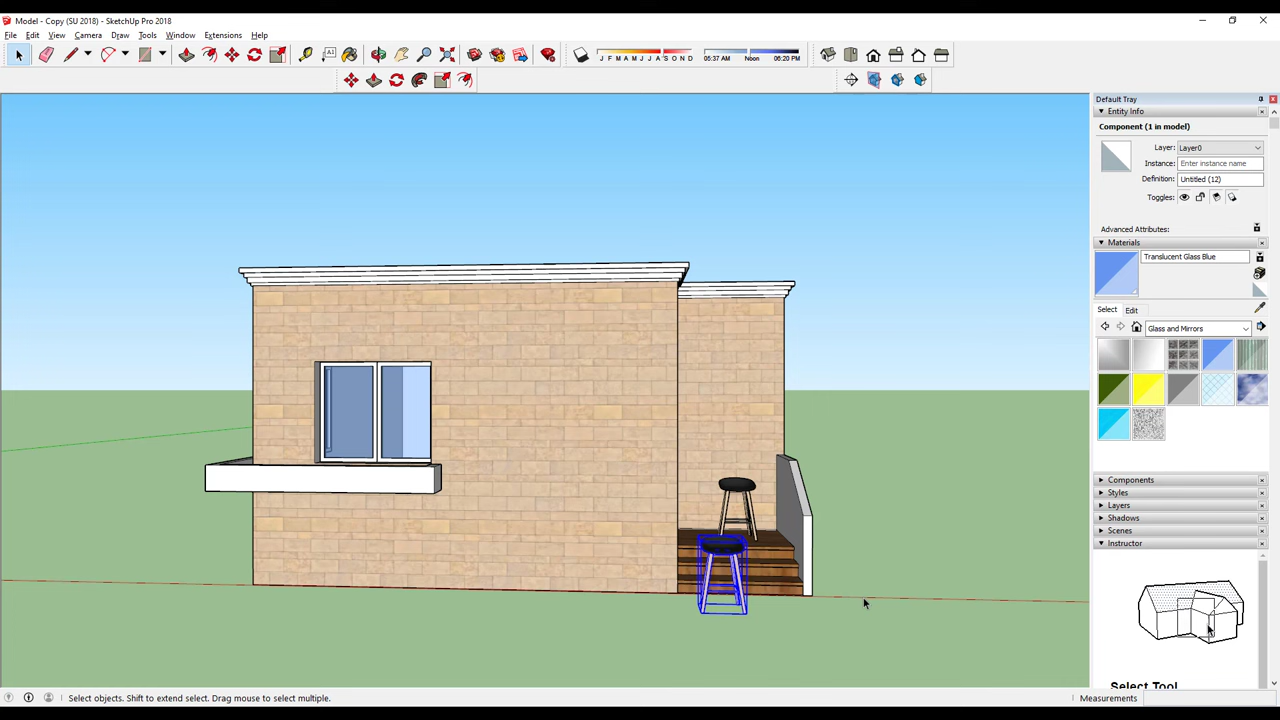 Model - Copy (SU 2018) - SketchUp Pro 2018
File Edit View Camera Draw Tools Window Extensions Help
A1
J F M A M J J A S O N D
05:37 AM Noon 06:20 PM
Default Tray
Entity Info
Component (1 in model)
Layer: Layer0
Instance: Enter instance name
Definition: Untitled (12)
Toggles:
Advanced Attributes:
Materials
Translucent Glass Blue
Select Edit
Glass and Mirrors
Components
Styles
Layers
Shadows
Scenes
Instructor
Select Tool
Select objects. Shift to extend select. Drag mouse to select multiple.
Measurements